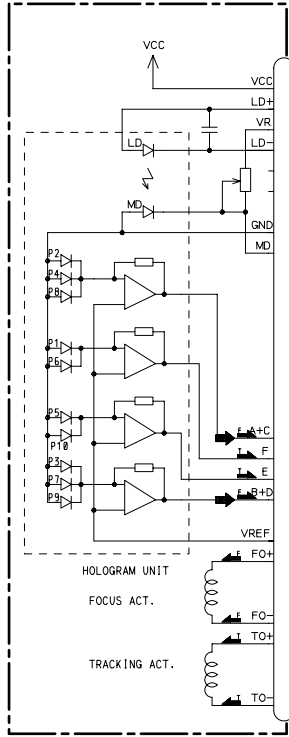 VCC
VCC
LD+
VR
LD
LD-
MD
GND
MD
P2
P4
P8
P1
P6
P5
P10
P3
P7
P9
F A+C
T F
T E
F B+D
VREF
HOLOGRAM UNIT
F FO+
FOCUS ACT.
F FO-
T TO+
TRACKING ACT.
T TO-